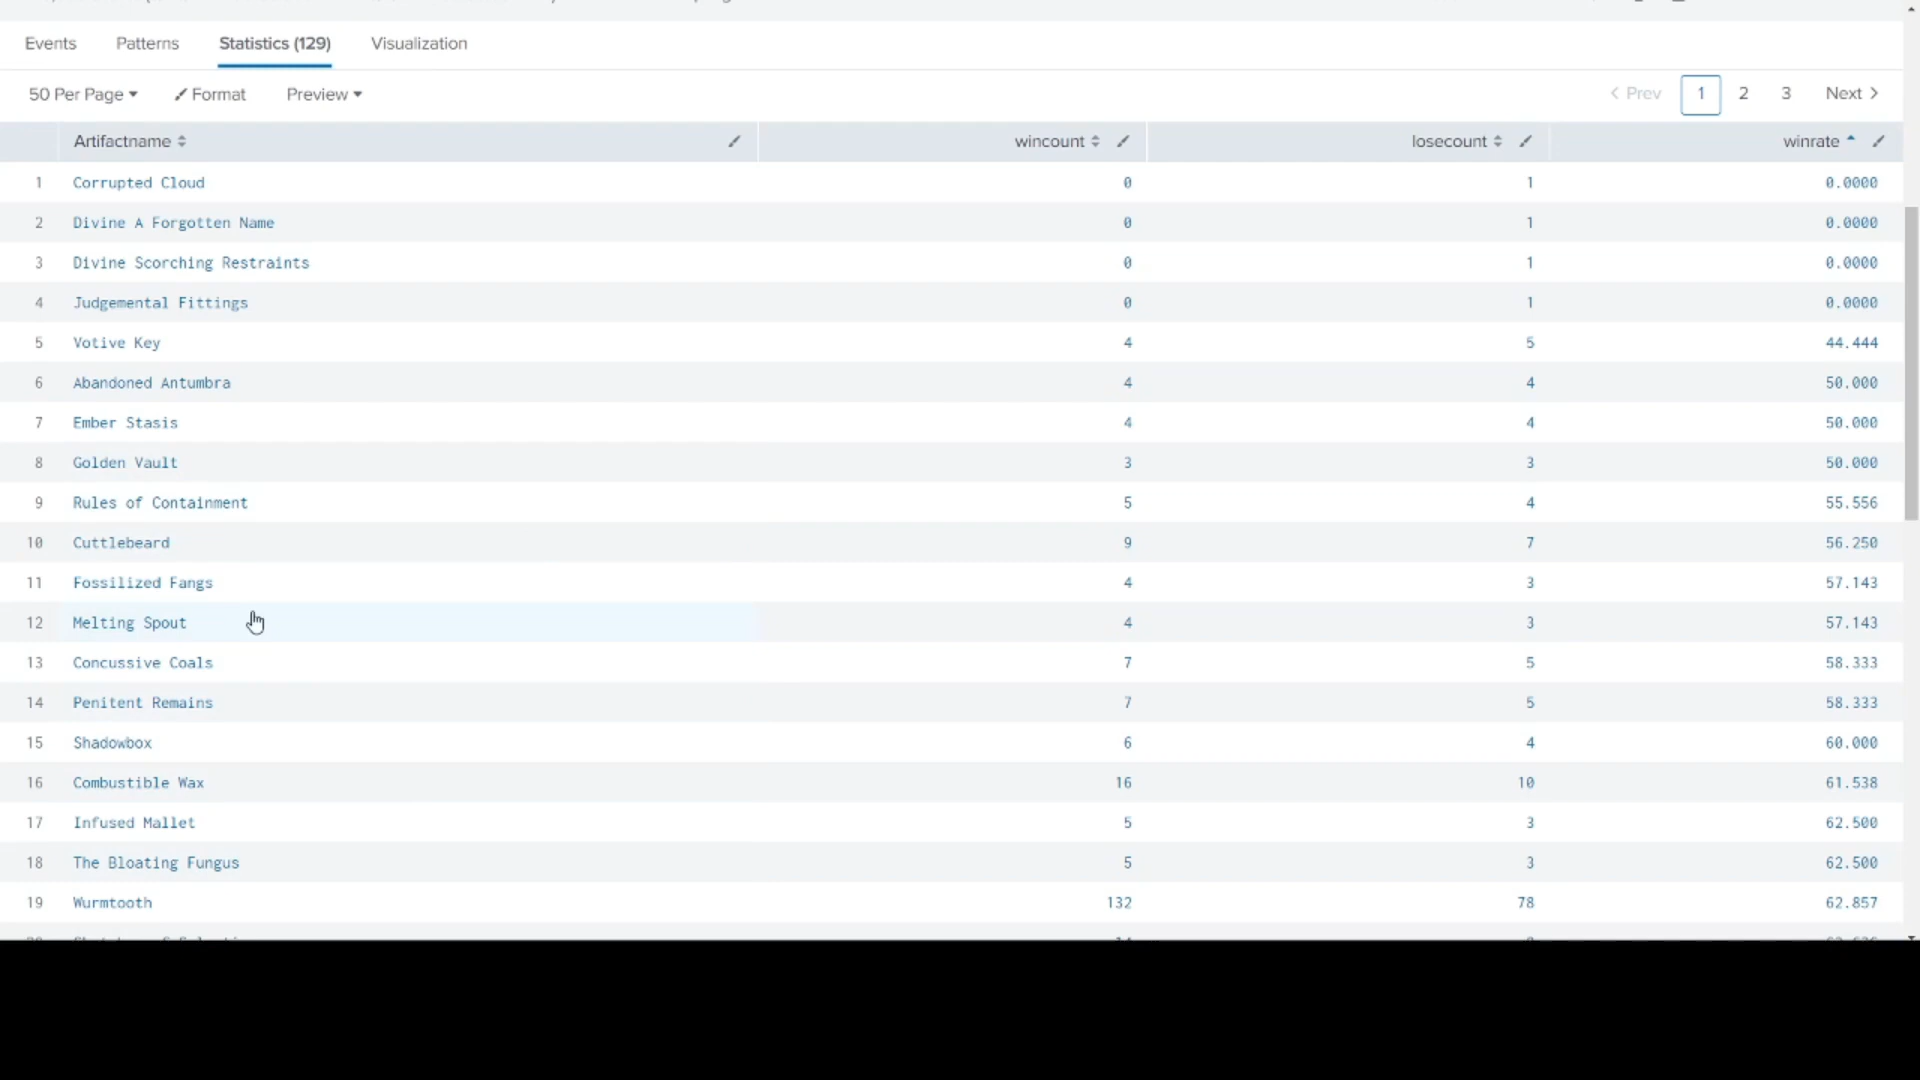 Events Patterns Statistics (129) Visualization
50 Per Page Format Preview Prev 1 2 3 Next
Artifactname wincount losecount winrate
1 Corrupted Cloud 0 1 0.0000
2 Divine A Forgotten Name 0 1 0.0000
3 Divine Scorching Restraints 0 1 0.0000
4 Judgemental Fittings 0 1 0.0000
5 Votive Key 4 5 44.444
6 Abandoned Antumbra 4 4 50.000
7 Ember Stasis 4 4 50.000
8 Golden Vault 3 3 50.000
9 Rules of Containment 5 4 55.556
10 Cuttlebeard 9 7 56.250
11 Fossilized Fangs 4 3 57.143
12 Melting Spout 4 3 57.143
13 Concussive Coals 7 5 58.333
14 Penitent Remains 7 5 58.333
15 Shadowbox 6 4 60.000
16 Combustible Wax 16 10 61.538
17 Infused Mallet 5 3 62.500
18 The Bloating Fungus 5 3 62.500
19 Wurmtooth 132 78 62.857